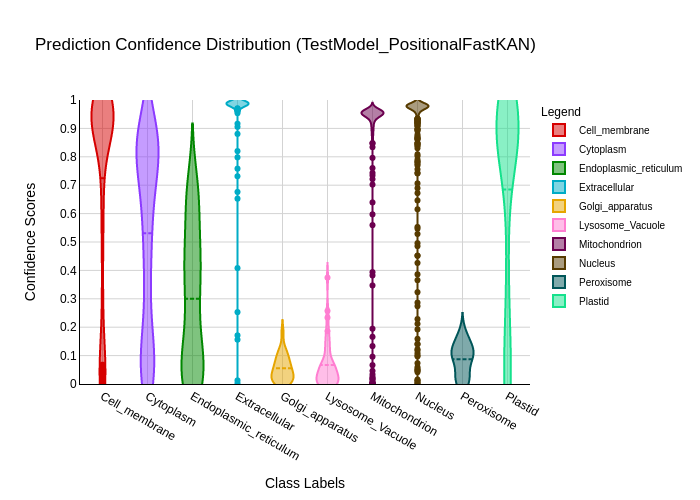 Prediction Confidence Distribution (TestModel_PositionalFastKAN)
Legend
Cell_membrane
Cytoplasm
Endoplasmic_reticulum
Extracellular
Golgi_apparatus
Lysosome_Vacuole
Mitochondrion
Nucleus
Peroxisome
Plastid
Confidence Scores
1
0.9
0.8
0.7
0.6
0.5
0.4
0.3
0.2
0.1
0
Cell_membrane
Cytoplasm
Endoplasmic_reticulum
Extracellular
Golgi_apparatus
Lysosome_Vacuole
Mitochondrion
Nucleus
Peroxisome
Plastid
Class Labels